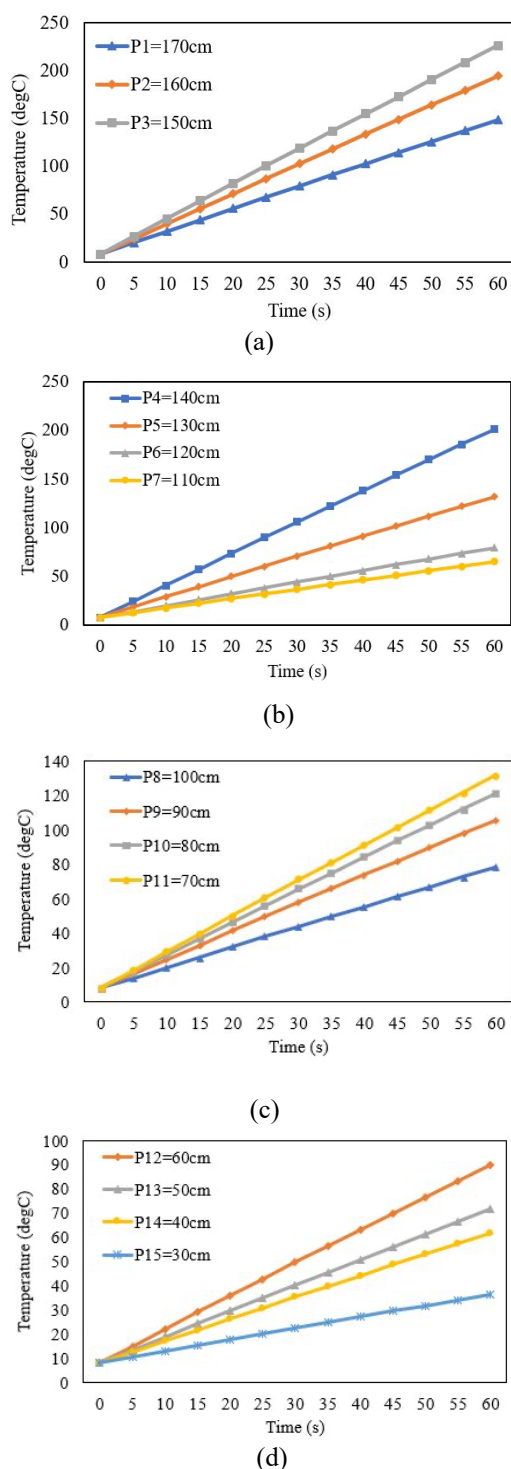 250
200
150
100
50
0
Temperature (degC)
P1=170cm
P2=160cm
P3=150cm
0 5 10 15 20 25 30 35 40 45 50 55 60
Time (s)
(a)
250
200
150
100
50
0
Temperature (degC)
P4=140cm
P5=130cm
P6=120cm
P7=110cm
0 5 10 15 20 25 30 35 40 45 50 55 60
Time (s)
(b)
140
120
100
80
60
40
20
0
Temperature (degC)
P8=100cm
P9=90cm
P10=80cm
P11=70cm
0 5 10 15 20 25 30 35 40 45 50 55 60
Time (s)
(c)
100
90
80
70
60
50
40
30
20
10
0
Temperature (degC)
P12=60cm
P13=50cm
P14=40cm
P15=30cm
0 5 10 15 20 25 30 35 40 45 50 55 60
Time (s)
(d)